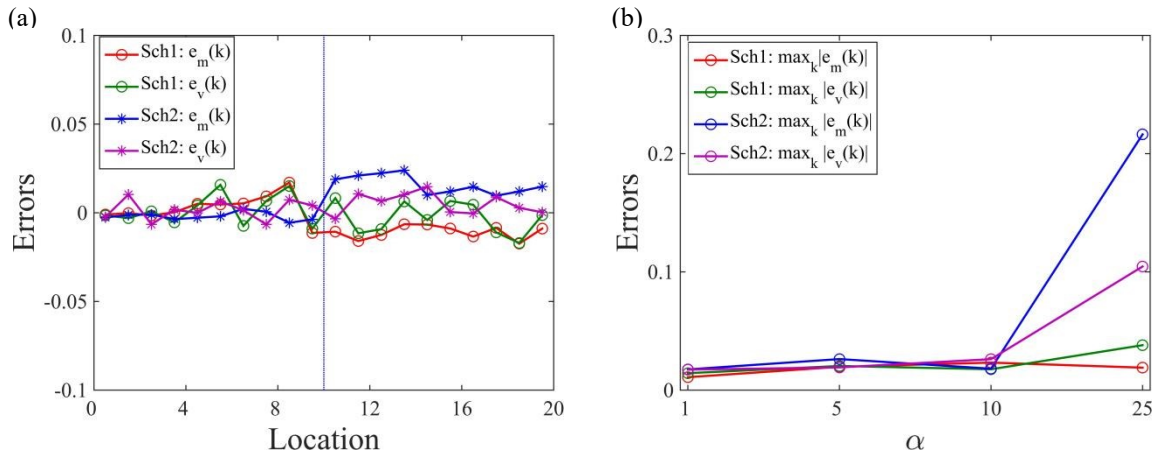 (a)
0.1
0.05
0
-0.05
-0.1
Errors
Sch1: e_m(k)
Sch1: e_v(k)
Sch2: e_m(k)
Sch2: e_v(k)
0 4 8 12 16 20
Location
(b)
0.3
0.2
0.1
0
Errors
Sch1: max_k|e_m(k)|
Sch1: max_k |e_v(k)|
Sch2: max_k |e_m(k)|
Sch2: max_k |e_v(k)|
1 5 10 25
α